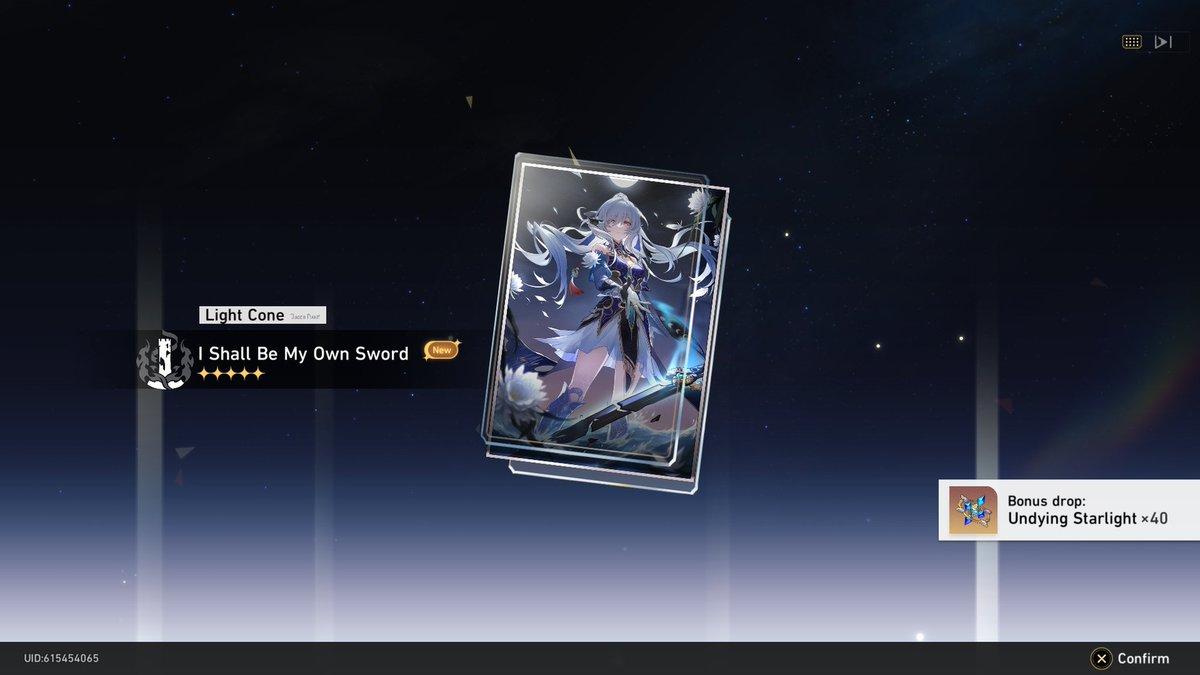 Light Cone
I Shall Be My Own Sword
New
Bonus drop:
Undying Starlight ×40
UID:615454065
Confirm